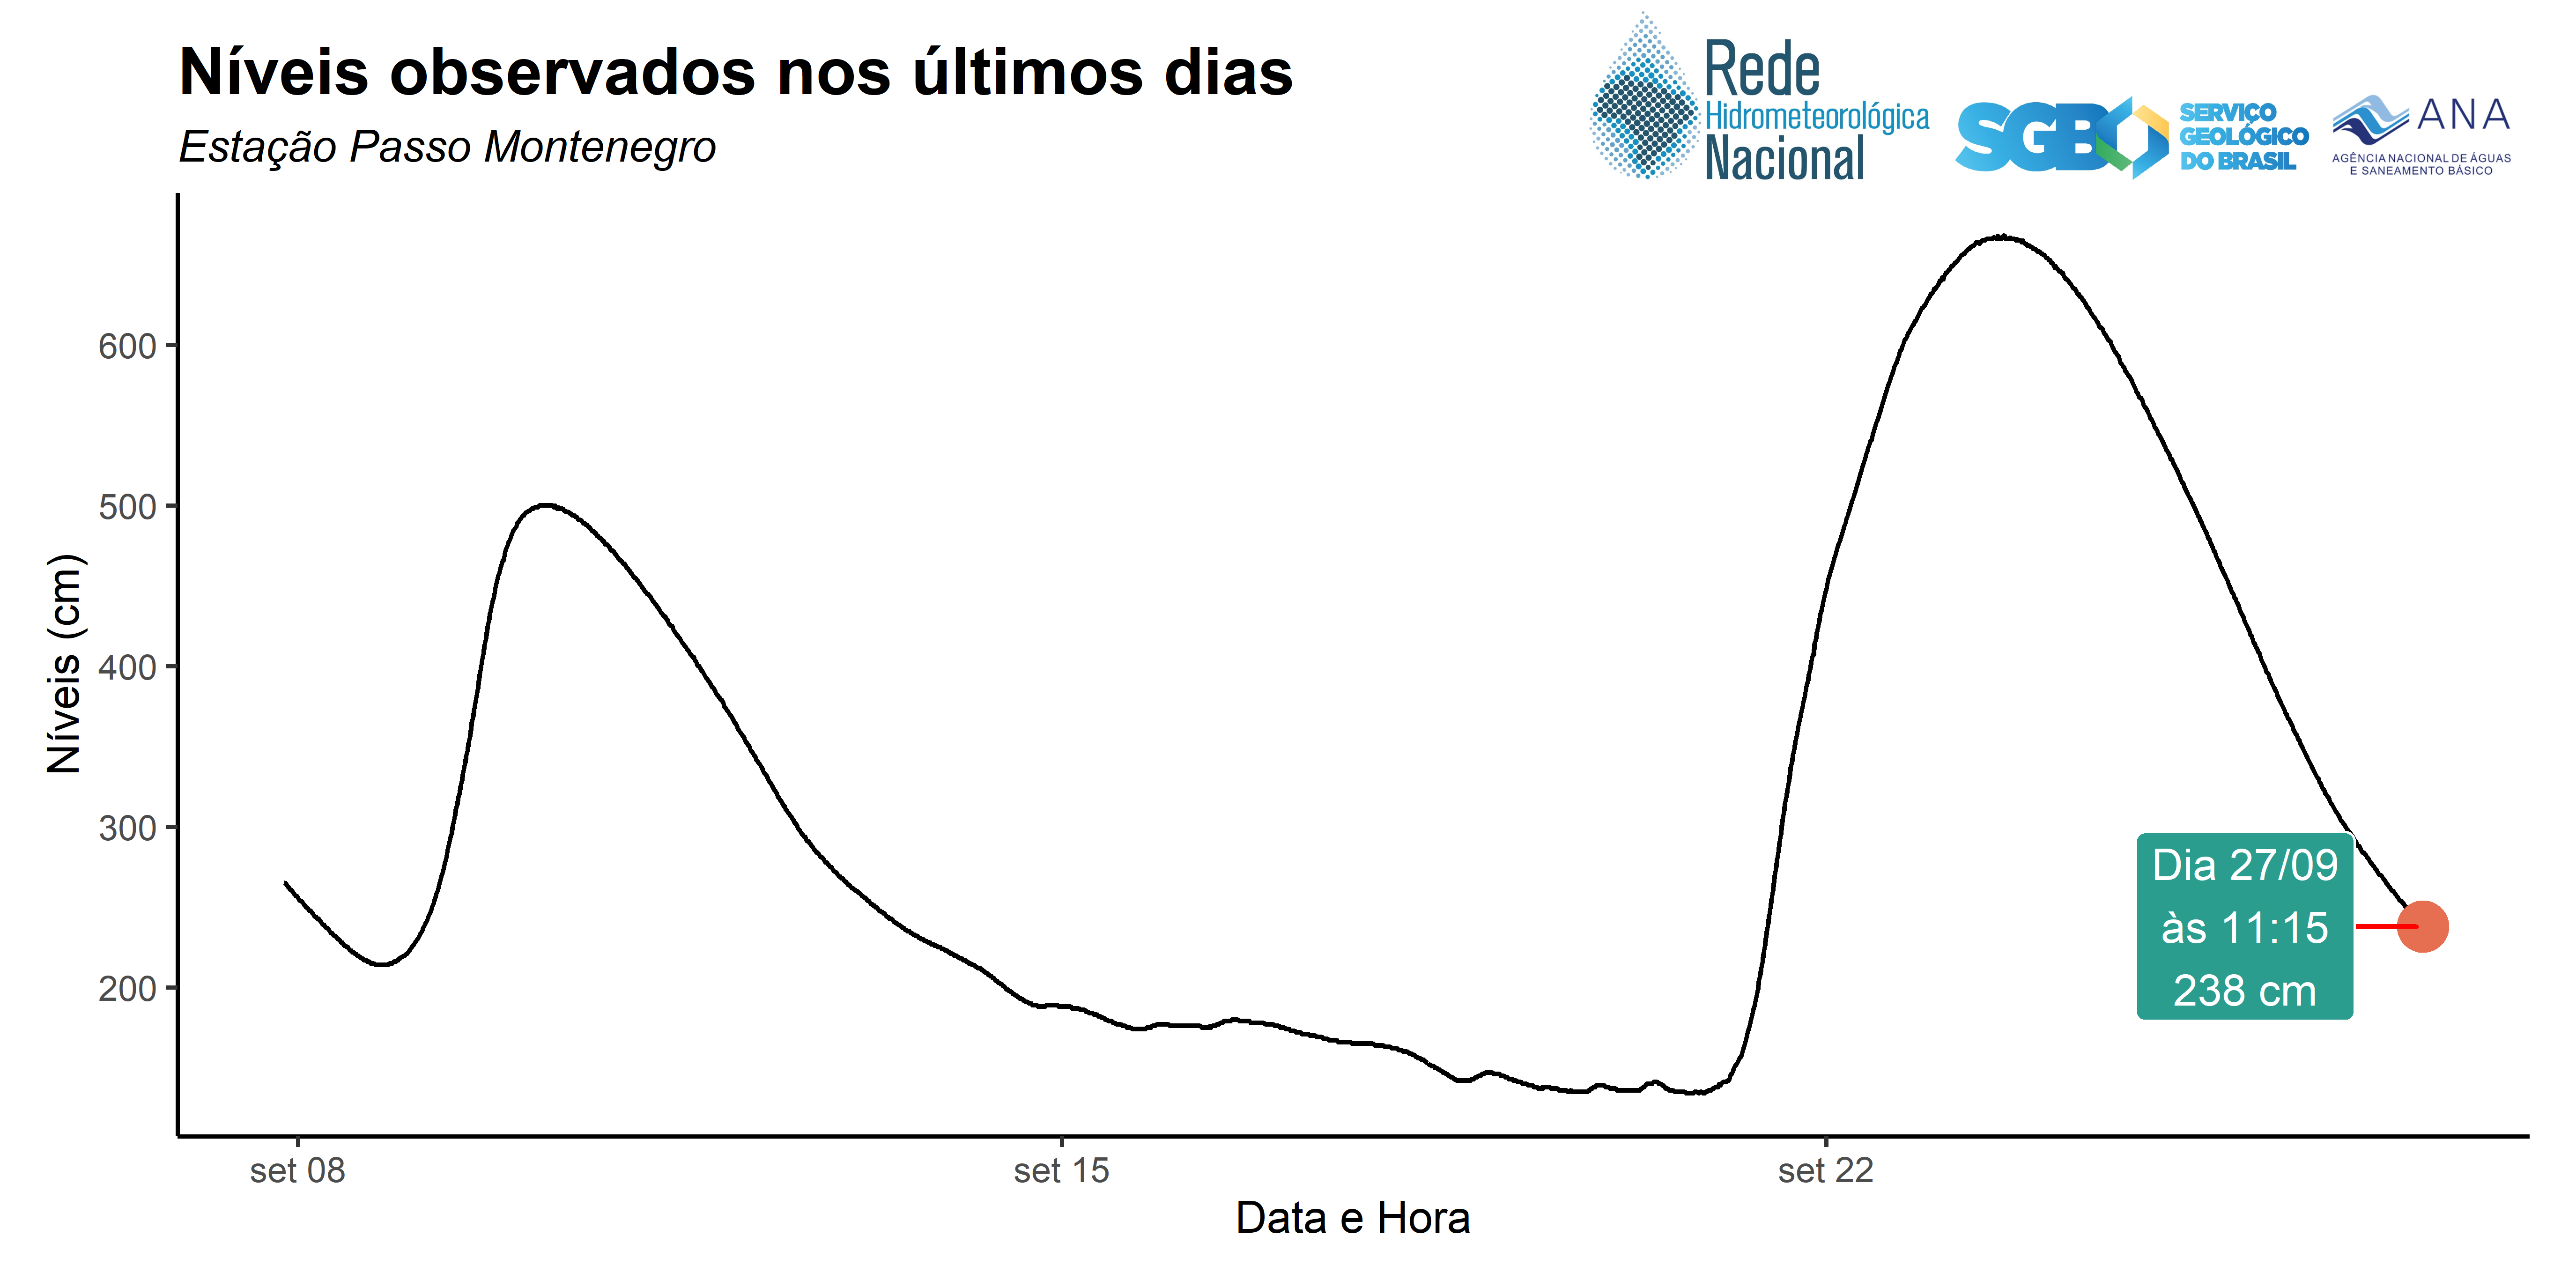 Níveis observados nos últimos dias
Estação Passo Montenegro
Rede
Hidrometeorológica
Nacional
SGB
SERVIÇO
GEOLÓGICO
DO BRASIL
ANA
AGÊNCIA NACIONAL DE ÁGUAS
E SANEAMENTO BÁSICO
Níveis (cm)
600
500
400
300
200
Dia 27/09
às 11:15
238 cm
set 08
set 15
set 22
Data e Hora